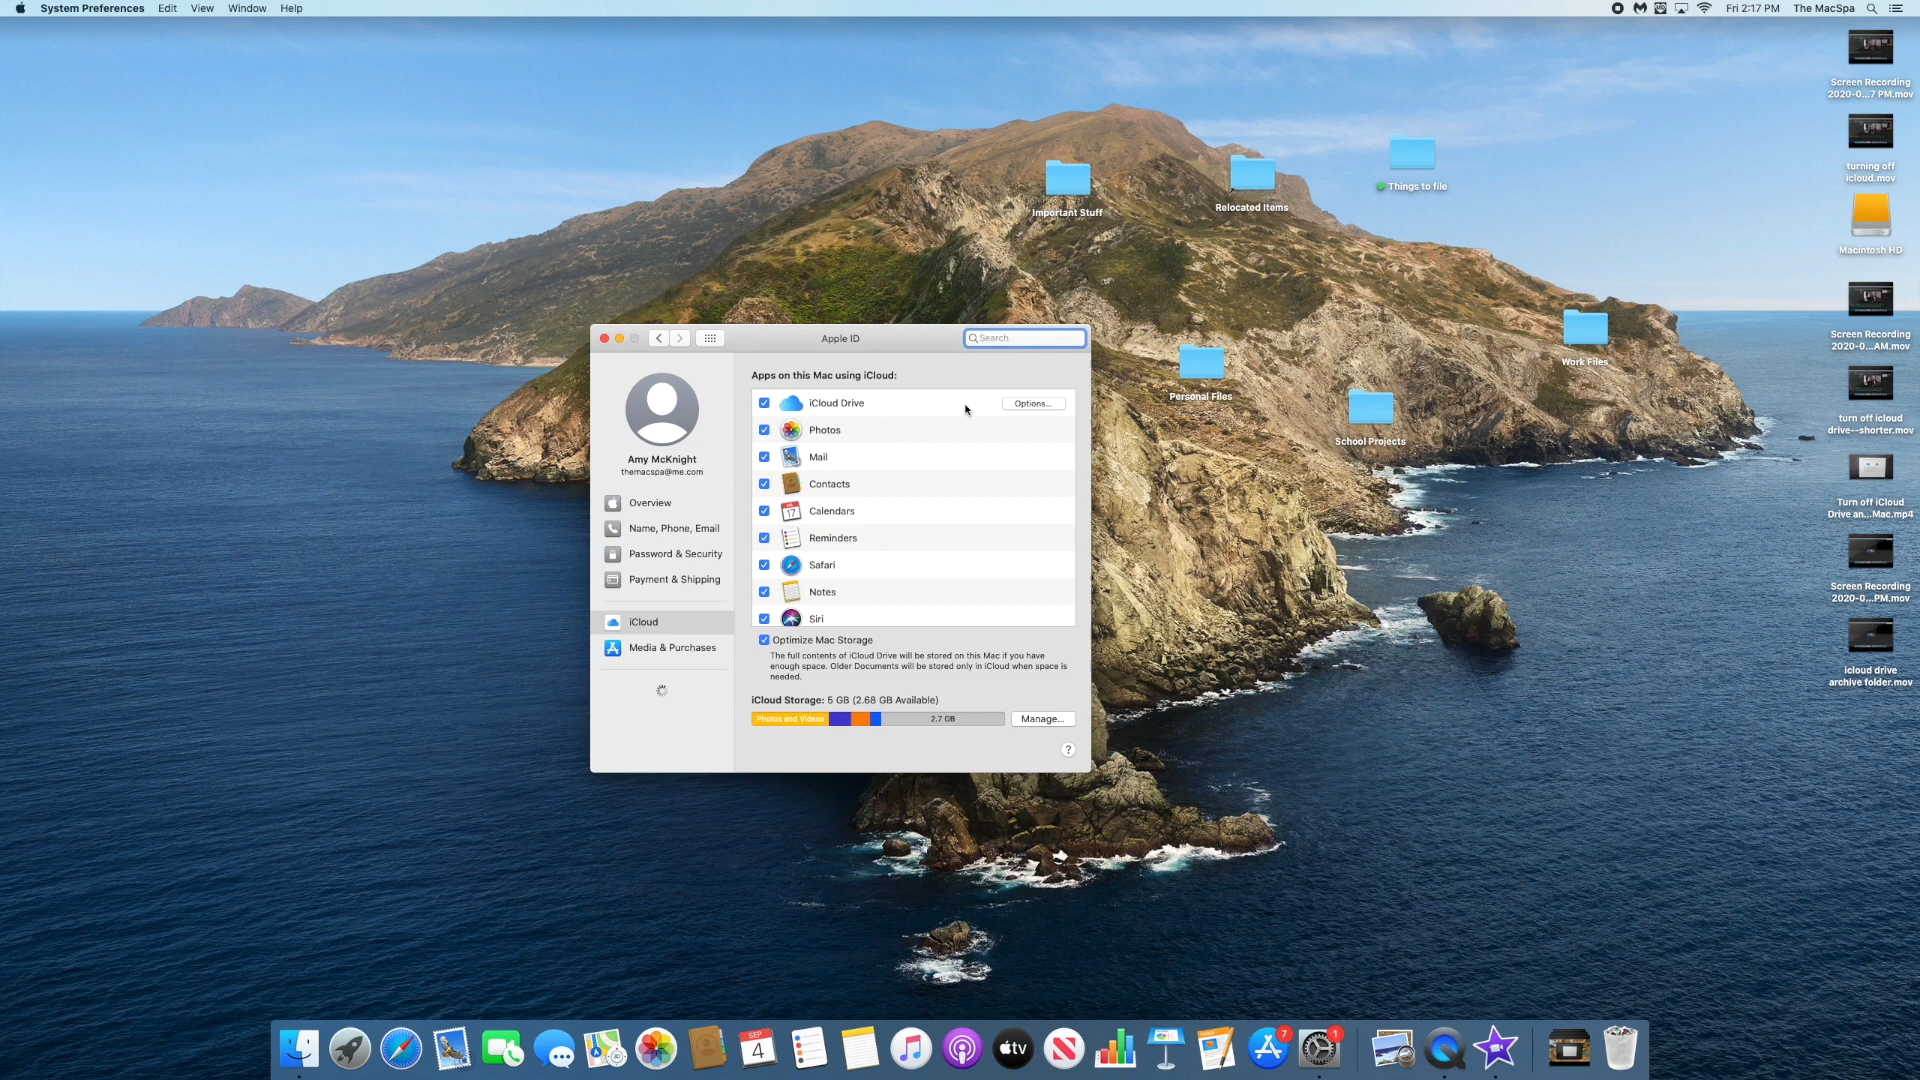 System Preferences Edit View Window Help
Fri 2:17 PM The MacSpa
Screen Recording
2020-0...7 PM.mov
turning off
icloud.mov
Macintosh HD
Screen Recording
2020-0...AM.mov
turn off icloud
drive--shorter.mov
Turn off iCloud
Drive an...Mac.mp4
Screen Recording
2020-0...PM.mov
icloud drive
archive folder.mov
Important Stuff
Relocated Items
Things to file
Work Files
Personal Files
School Projects
Apple ID
Search
Amy McKnight
themacspa@me.com
Overview
Name, Phone, Email
Password & Security
Payment & Shipping
iCloud
Media & Purchases
Apps on this Mac using iCloud:
iCloud Drive
Options...
Photos
Mail
Contacts
17
Calendars
Reminders
Safari
Notes
Siri
Optimize Mac Storage
The full contents of iCloud Drive will be stored on this Mac if you have
enough space. Older Documents will be stored only in iCloud when space is
needed.
iCloud Storage: 5 GB (2.68 GB Available)
Photos and Videos
2.7 GB
Manage...
?
SEP
4
tv
7
1